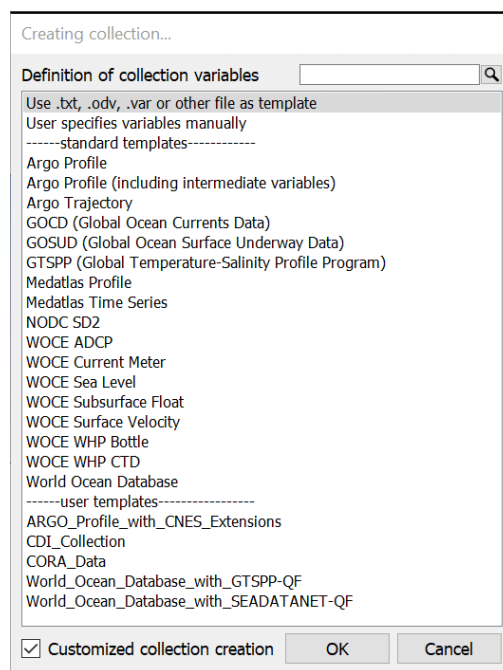 Creating collection...
Definition of collection variables
Use .txt, .odv, .var or other file as template
User specifies variables manually
------standard templates------------
Argo Profile
Argo Profile (including intermediate variables)
Argo Trajectory
GOCD (Global Ocean Currents Data)
GOSUD (Global Ocean Surface Underway Data)
GTSPP (Global Temperature-Salinity Profile Program)
Medatlas Profile
Medatlas Time Series
NODC SD2
WOCE ADCP
WOCE Current Meter
WOCE Sea Level
WOCE Subsurface Float
WOCE Surface Velocity
WOCE WHP Bottle
WOCE WHP CTD
World Ocean Database
------user templates-----------------
ARGO_Profile_with_CNES_Extensions
CDI_Collection
CORA_Data
World_Ocean_Database_with_GTSPP-QF
World_Ocean_Database_with_SEADATANET-QF
Customized collection creation OK Cancel